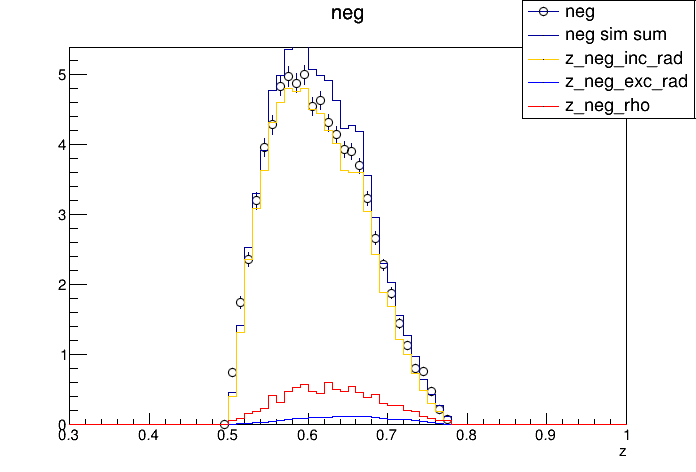 neg
neg
neg sim sum
z_neg_inc_rad
z_neg_exc_rad
z_neg_rho
5
4
3
2
1
0
0.3 0.4 0.5 0.6 0.7 0.8 0.9 1
z